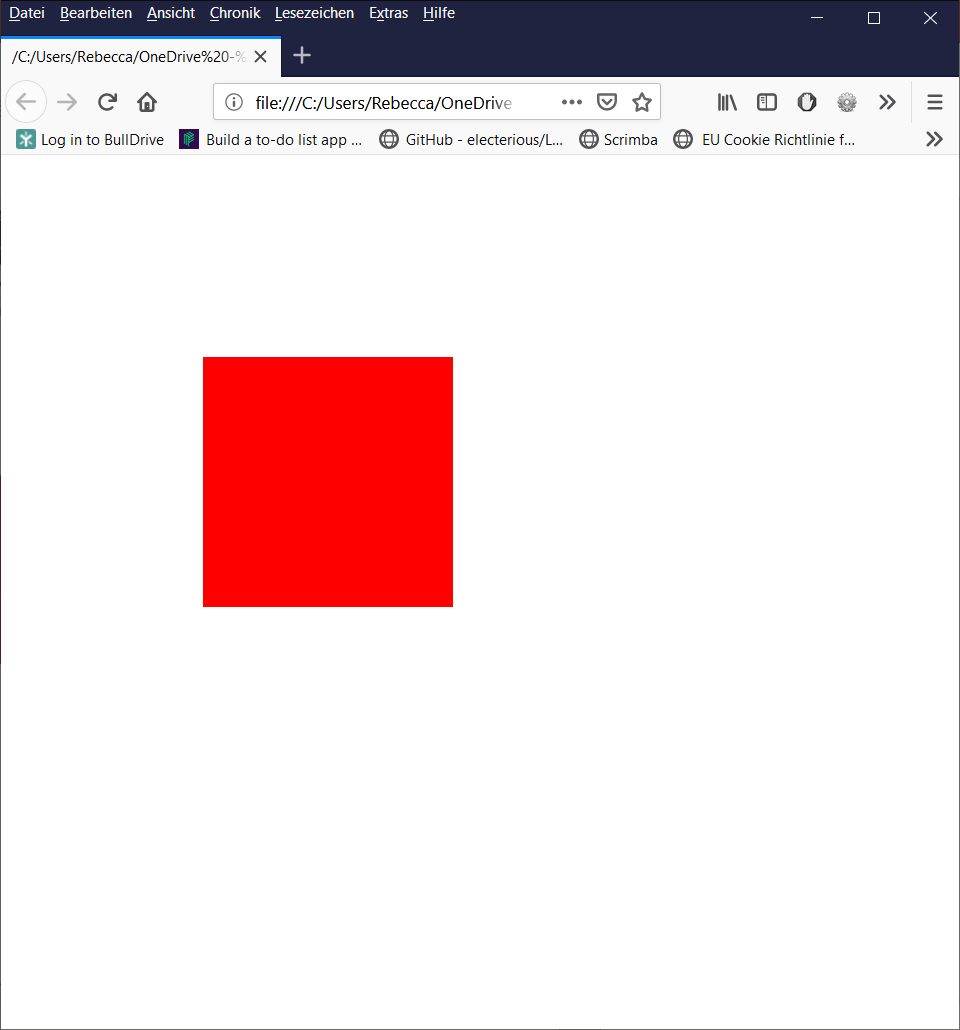 Datei Bearbeiten Ansicht Chronik Lesezeichen Extras Hilfe
/C:/Users/Rebecca/OneDrive%20-%
file:///C:/Users/Rebecca/OneDrive
Log in to BullDrive Build a to-do list app ... GitHub - electerious/L... Scrimba EU Cookie Richtlinie f...